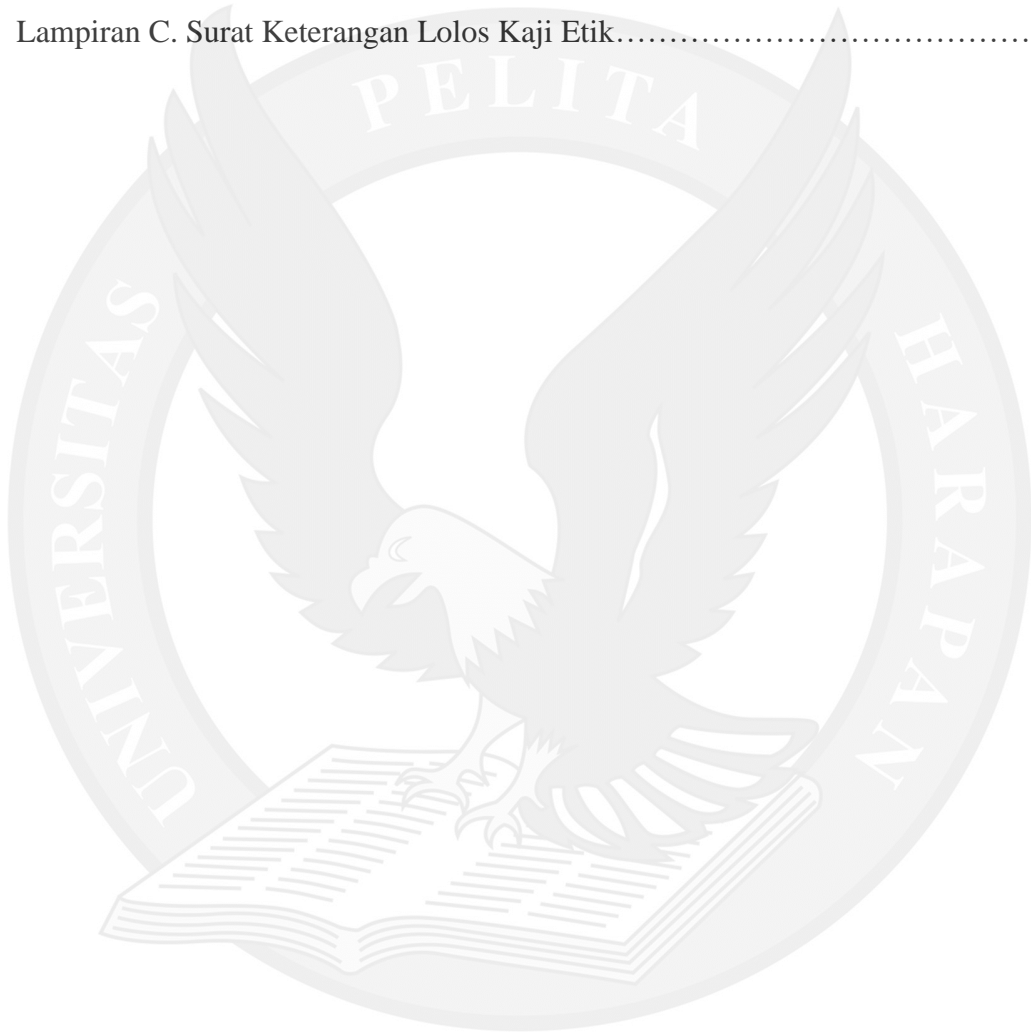 Lampiran C. Surat Keterangan Lolos Kaji Etik……………………………………
UNIVERSITAS PELITA HARAPAN